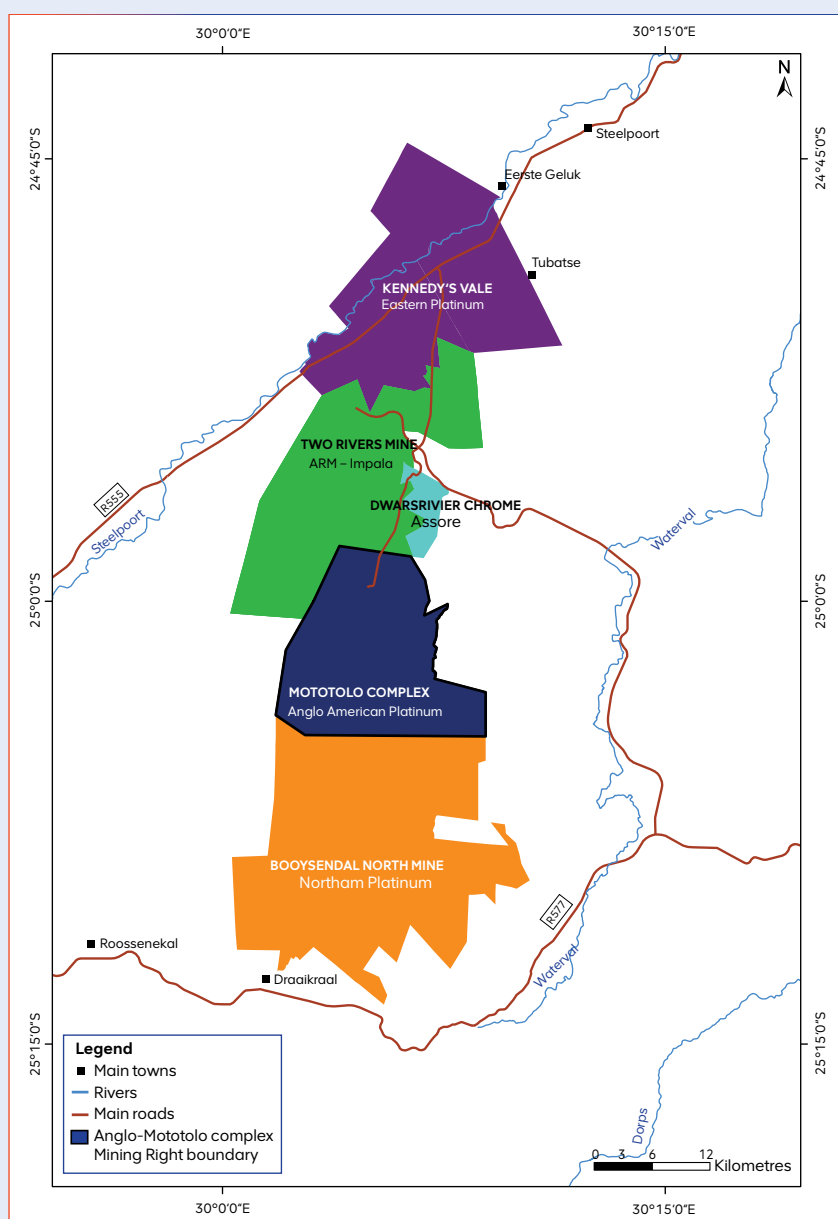 30°0'0"E
30°15'0"E
N
Steelpoort
24°45'0"S
24°45'0"S
Eerste Geluk
Tubatse
KENNEDY'S VALE
Eastern Platinum
TWO RIVERS MINE
ARM – Impala
R555
DWARSRIVIER CHROME
Assore
Steelpoort
Waterval
25°0'0"S
25°0'0"S
MOTOTOLO COMPLEX
Anglo American Platinum
BOOYSENDAL NORTH MINE
Northam Platinum
R577
Roossenekal
Waterval
Draaikraal
25°15'0"S
25°15'0"S
Legend
Main towns
Rivers
Main roads
Anglo-Mototolo complex
Mining Right boundary
Dorps
0 3 6 12
Kilometres
30°0'0"E
30°15'0"E